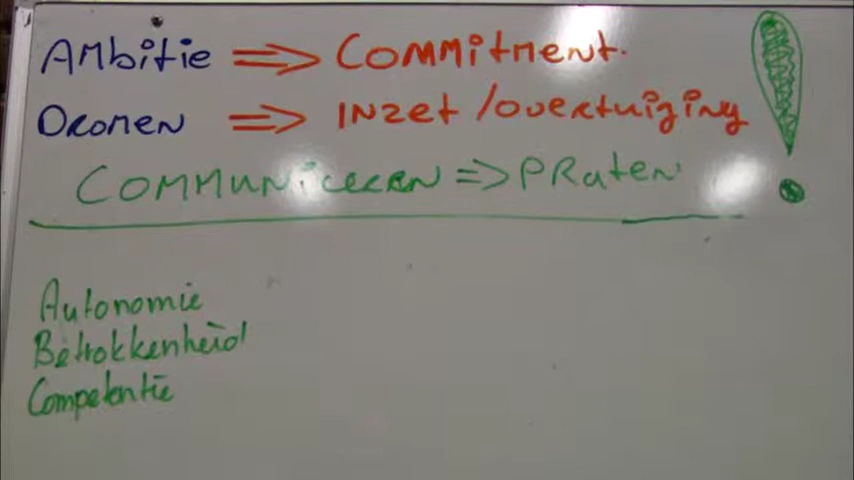 Ambitie => Commitment.
Dromen => Inzet / overtuiging
Communiceren => Praten
Autonomie
Betrokkenheid
Competentie